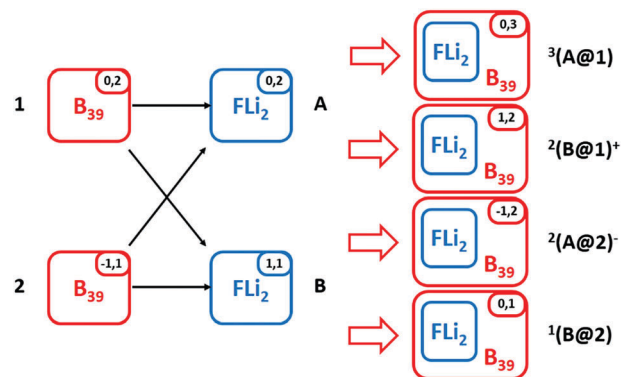 0,2
1 B₃₉
0,2
FLi₂ A
-1,1
2 B₃₉
1,1
FLi₂ B
0,3
FLi₂ B₃₉ ³(A@1)
1,2
FLi₂ B₃₉ ²(B@1)⁺
-1,2
FLi₂ B₃₉ ²(A@2)⁻
0,1
FLi₂ B₃₉ ¹(B@2)